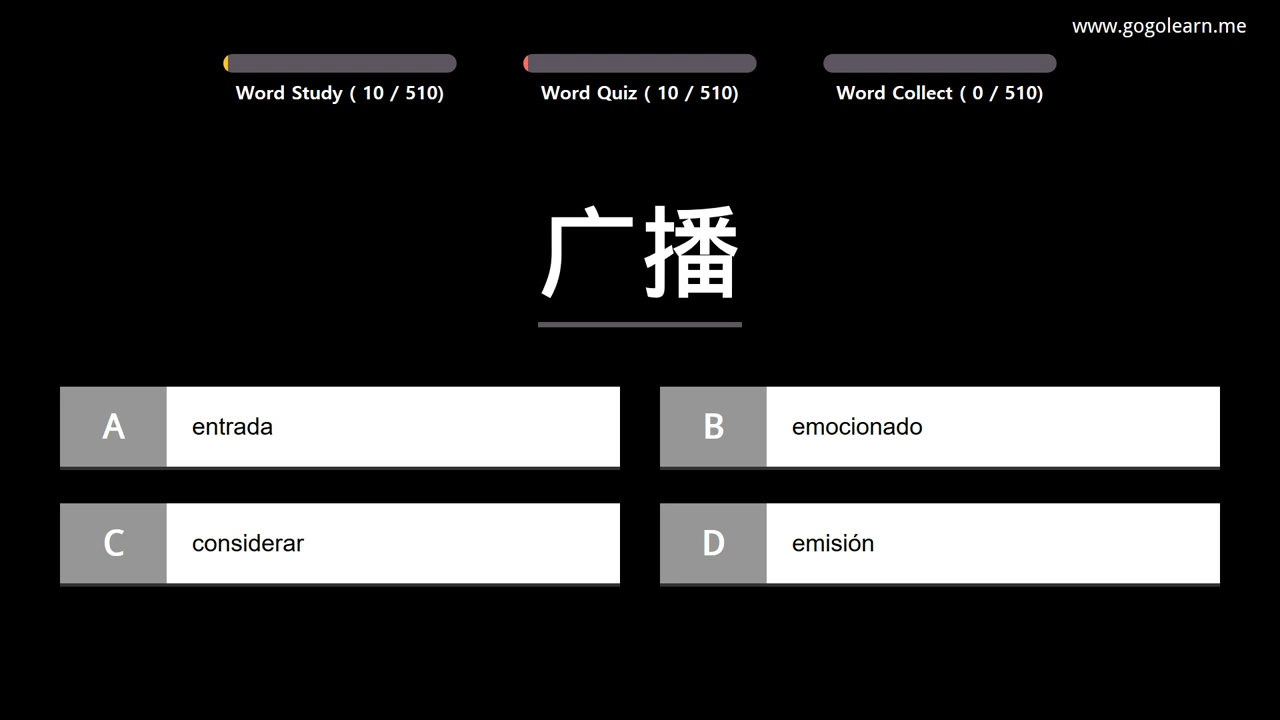 www.gogolearn.me
Word Study ( 10 / 510)
Word Quiz ( 10 / 510)
Word Collect ( 0 / 510)
广播
A entrada
B emocionado
C considerar
D emisión